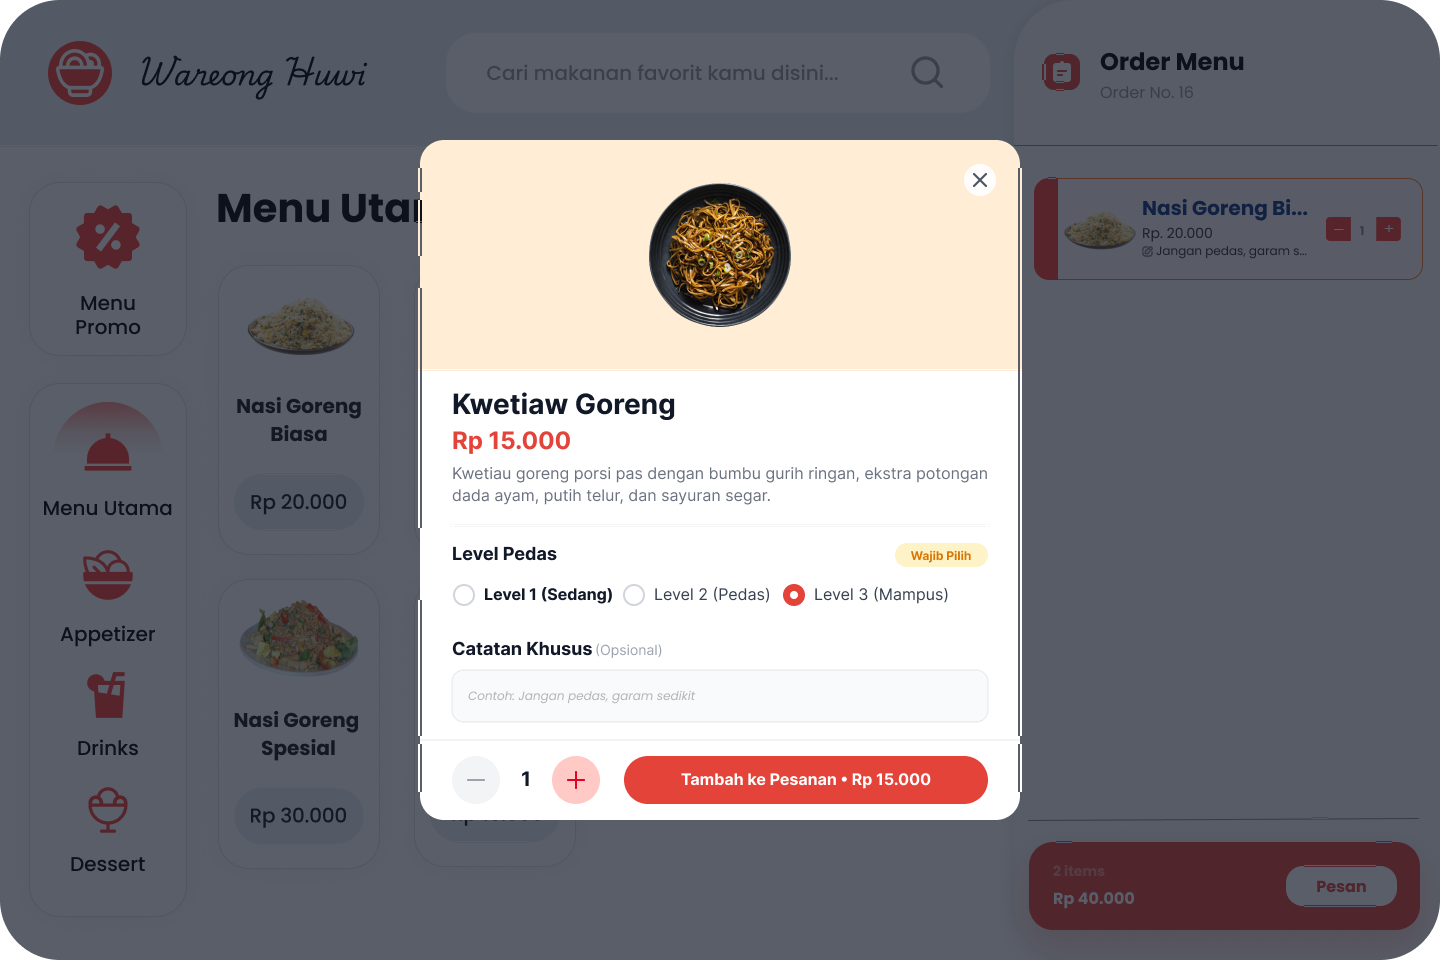 Wareong Huwi
Cari makanan favorit kamu disini...
Order Menu
Order No. 16
Menu
Promo
Menu Utama
Appetizer
Drinks
Dessert
Menu Utar
Nasi Goreng
Biasa
Rp 20.000
Nasi Goreng
Spesial
Rp 30.000
Kwetiaw Goreng
Rp 15.000
Kwetiau goreng porsi pas dengan bumbu gurih ringan, ekstra potongan
dada ayam, putih telur, dan sayuran segar.
Level Pedas
Wajib Pilih
Level 1 (Sedang)
Level 2 (Pedas)
Level 3 (Mampus)
Catatan Khusus (Opsional)
Contoh: Jangan pedas, garam sedikit
1
Tambah ke Pesanan • Rp 15.000
Nasi Goreng Bi...
Rp. 20.000
Jangan pedas, garam s...
1
2 items
Rp 40.000
Pesan